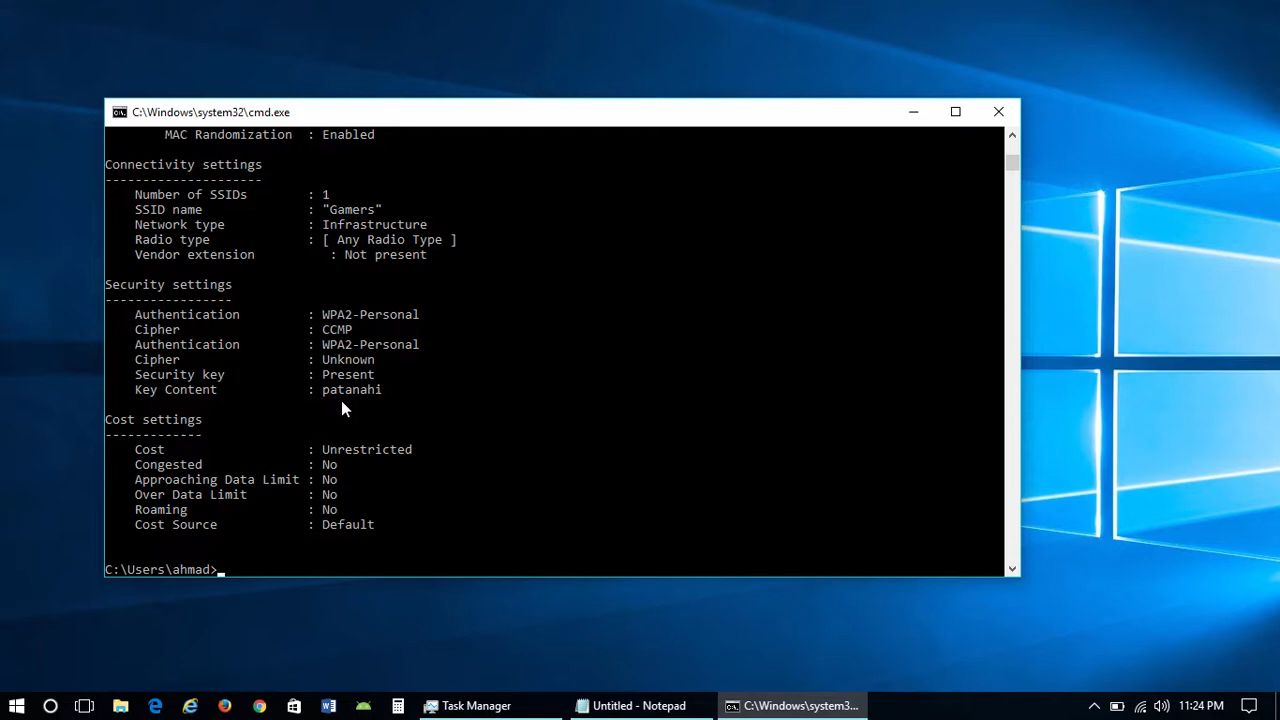 C:\Windows\system32\cmd.exe
MAC Randomization : Enabled
Connectivity settings
---------------------
Number of SSIDs : 1
SSID name : "Gamers"
Network type : Infrastructure
Radio type : [ Any Radio Type ]
Vendor extension : Not present
Security settings
-----------------
Authentication : WPA2-Personal
Cipher : CCMP
Authentication : WPA2-Personal
Cipher : Unknown
Security key : Present
Key Content : patanahi
Cost settings
-------------
Cost : Unrestricted
Congested : No
Approaching Data Limit : No
Over Data Limit : No
Roaming : No
Cost Source : Default
C:\Users\ahmad>
Task Manager
Untitled - Notepad
C:\Windows\system3...
11:24 PM